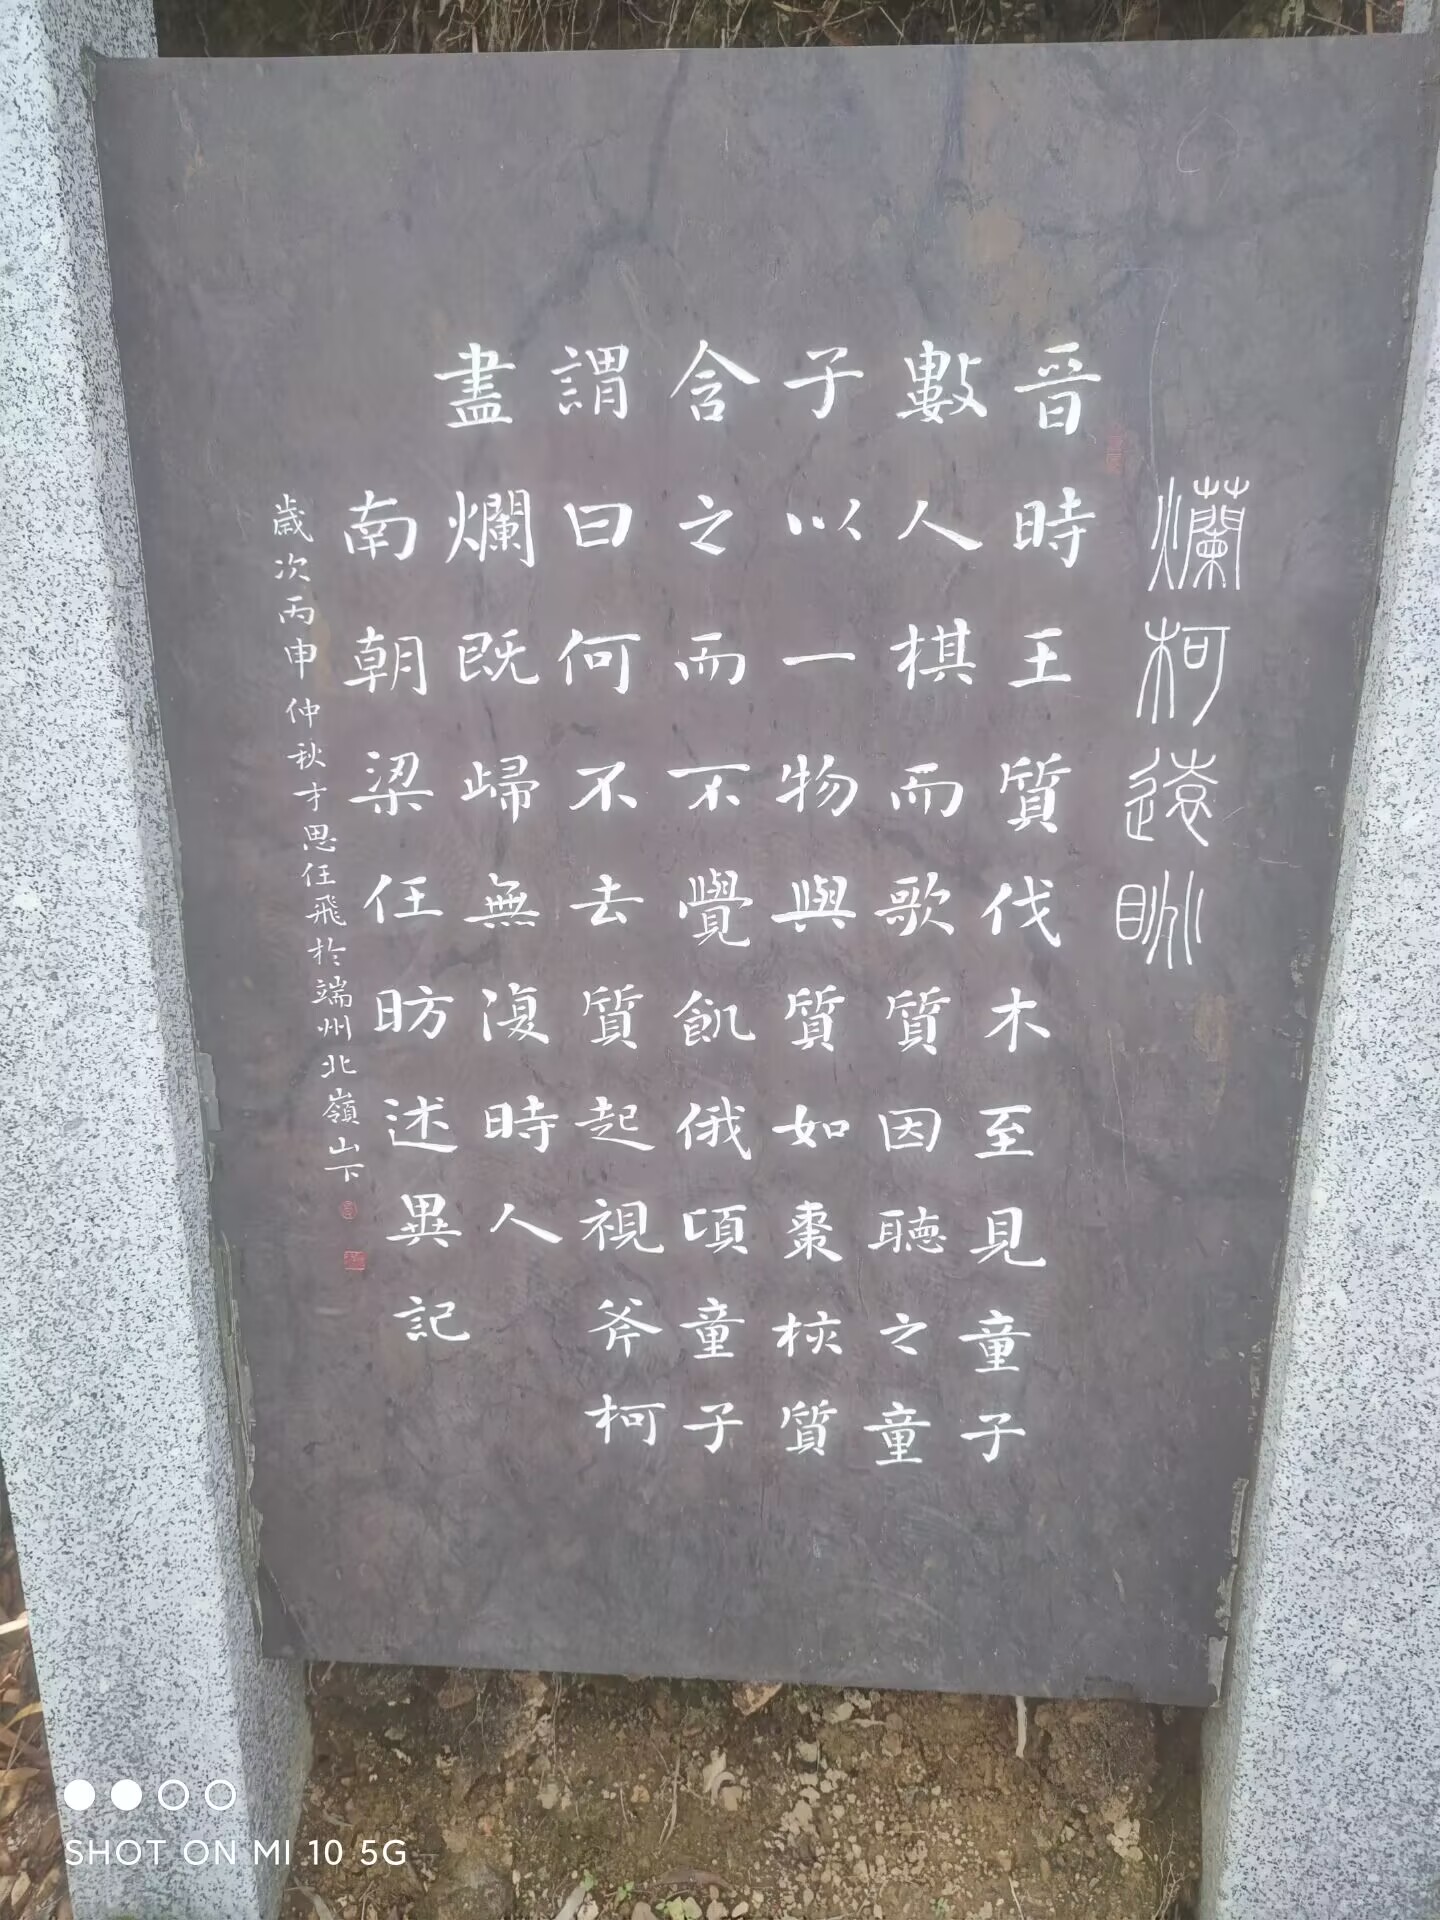 爛柯遠眺
晉時王質伐木至見童子
數人棋而歌質因聽之童
子以一物與質如棗核質
含之而不覺飢俄頃童子
謂曰何不去質起視斧柯
盡爛既歸無復時人
南朝梁任昉述異記
歲次丙申仲秋才思任飛於端州北嶺山下
SHOT ON MI 10 5G